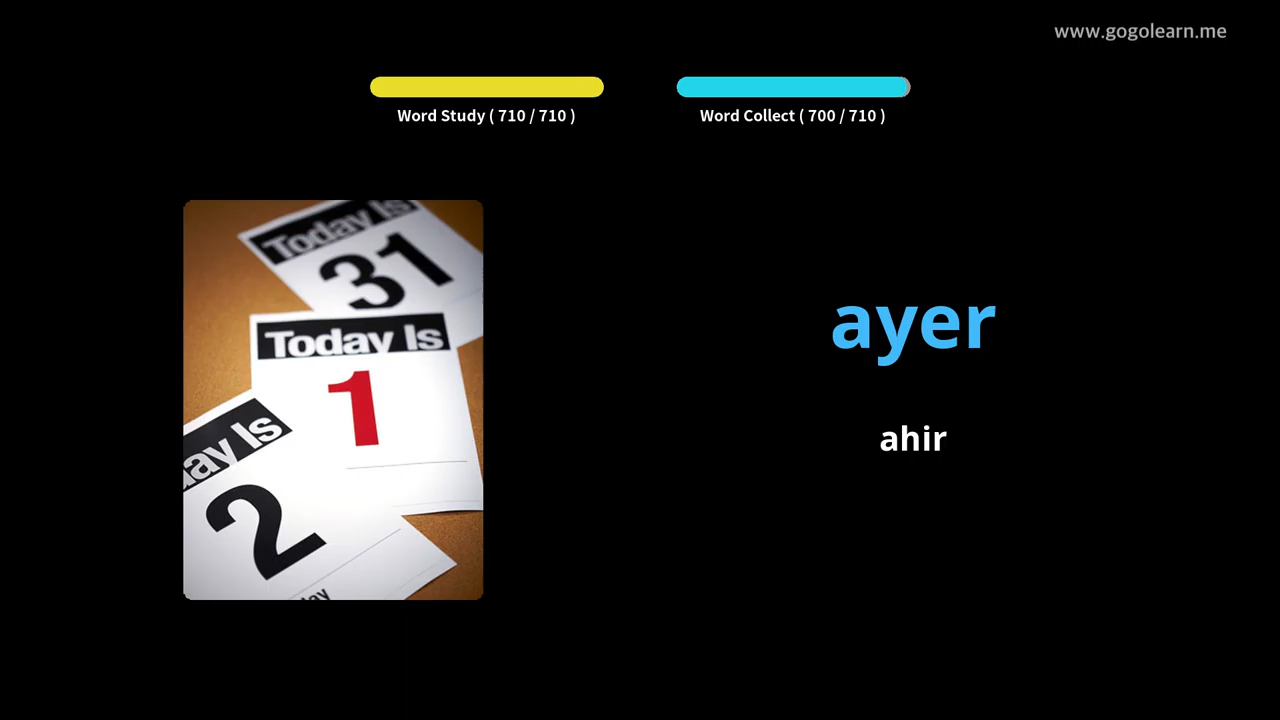 www.gogolearn.me
Word Study ( 710 / 710 )
Word Collect ( 700 / 710 )
Today Is
31
Today Is
1
ay Is
2
ayer
ahir